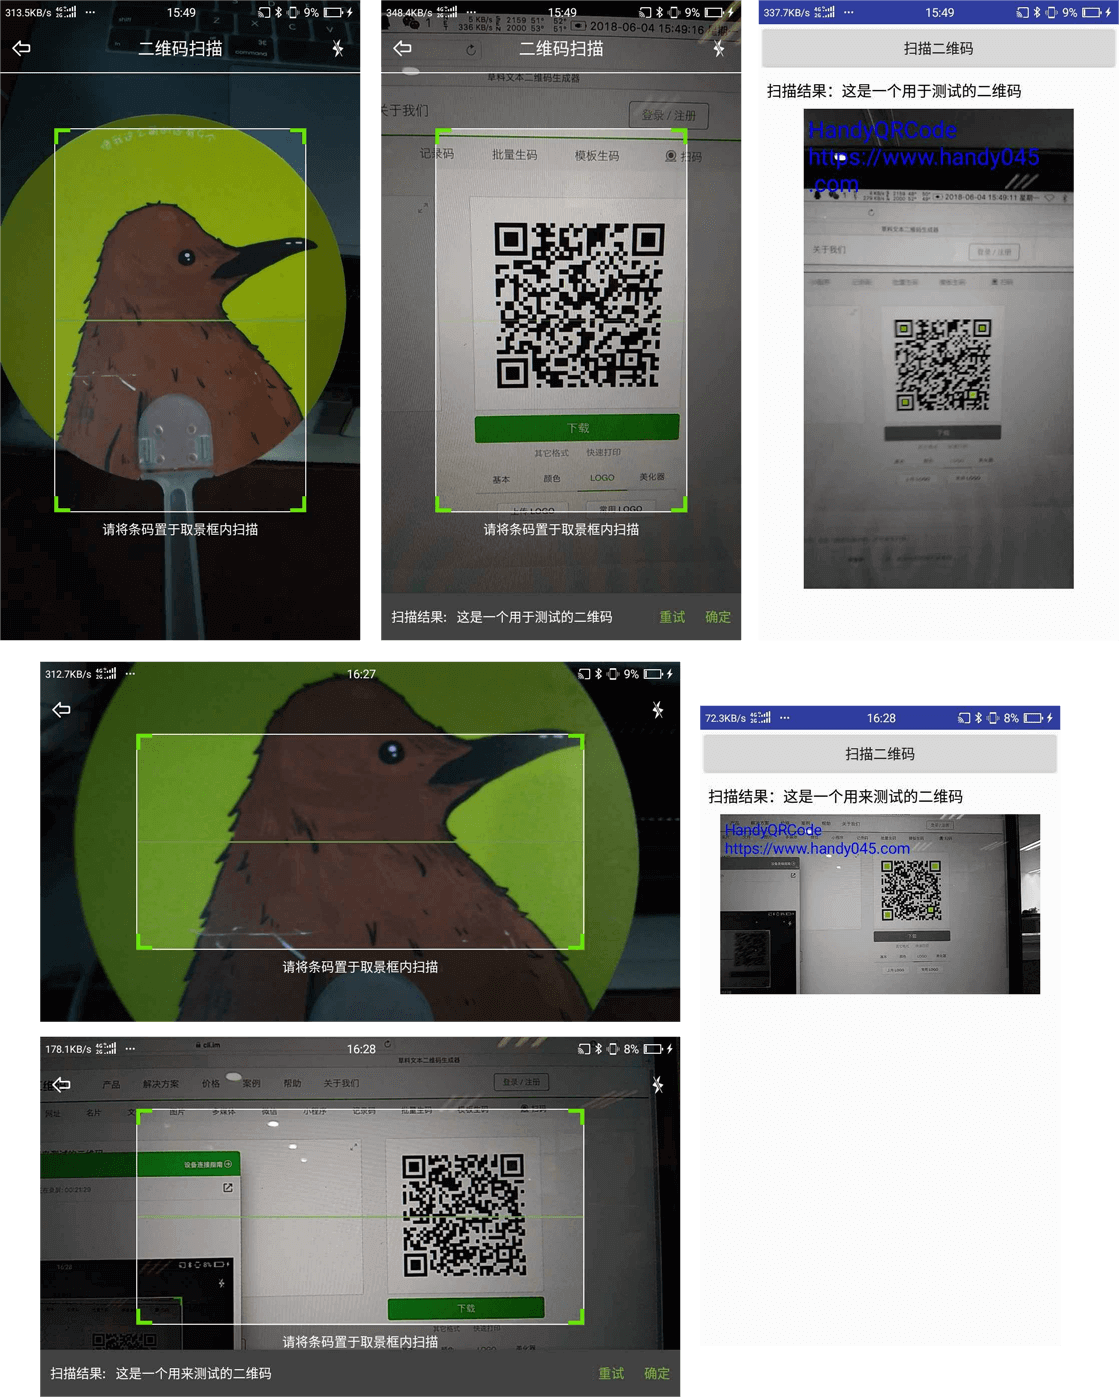 313.5KB/s 15:49 9%
二维码扫描
请将条码置于取景框内扫描
348.4KB/s 15:49 9%
2018-06-04 15:49:16
二维码扫描
草料文本二维码生成器
关于我们 登录 / 注册
记录码 批量生码 模板生码 扫码
下载
其它格式 快速打印
基本 颜色 LOGO 美化器
上传 LOGO 常用 LOGO
请将条码置于取景框内扫描
扫描结果: 这是一个用于测试的二维码 重试 确定
337.7KB/s 15:49 9%
扫描二维码
扫描结果：这是一个用于测试的二维码
HandyQRCode
https://www.handy045
.com
2018-06-04 15:49:11 星期一
草料文本二维码生成器
关于我们 登录 / 注册
下载
312.7KB/s 16:27 9%
请将条码置于取景框内扫描
72.3KB/s 16:28 8%
扫描二维码
扫描结果：这是一个用来测试的二维码
HandyQRCode
https://www.handy045.com
下载
178.1KB/s 16:28 8%
cli.im
草料文本二维码生成器
产品 解决方案 价格 案例 帮助 关于我们 登录 / 注册
网址 名片 图片 多媒体 微信 小程序 记录码 批量生码 模板生码 扫码
设备连接指南
下载
其它格式 快速打印
LOGO 美化器
请将条码置于取景框内扫描
扫描结果: 这是一个用来测试的二维码 重试 确定